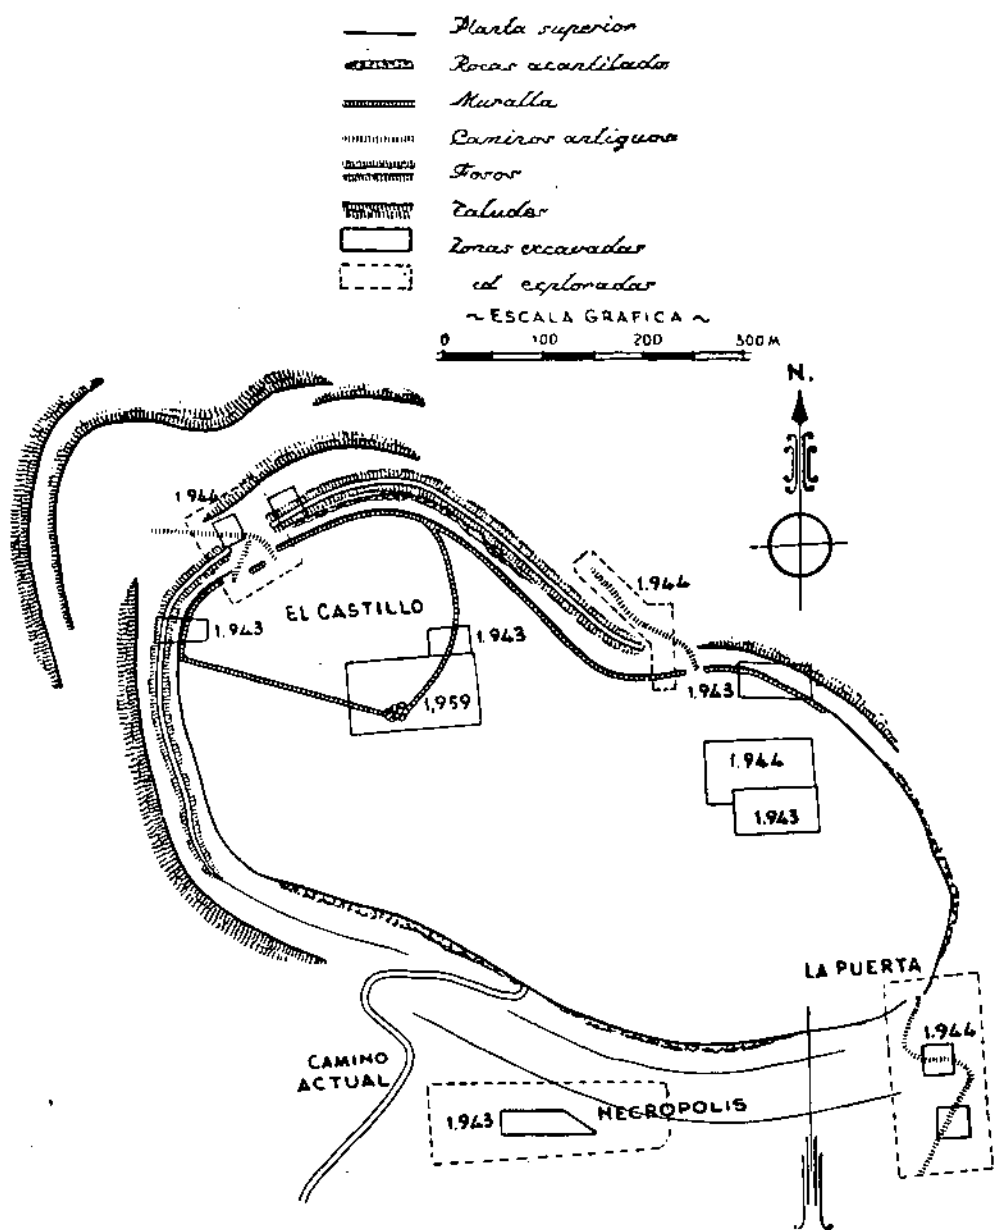 Planta superior
Rocas acantilado
Muralla
Caminos antiguos
Fosos
Taludes
Zonas excavadas
id exploradas
~ ESCALA GRAFICA ~
0 100 200 300 M
N.
1.944
EL CASTILLO
1.943
1.943
1,959
1.944
1.943
1.944
1.943
LA PUERTA
1.944
CAMINO
ACTUAL
1.943
NECROPOLIS